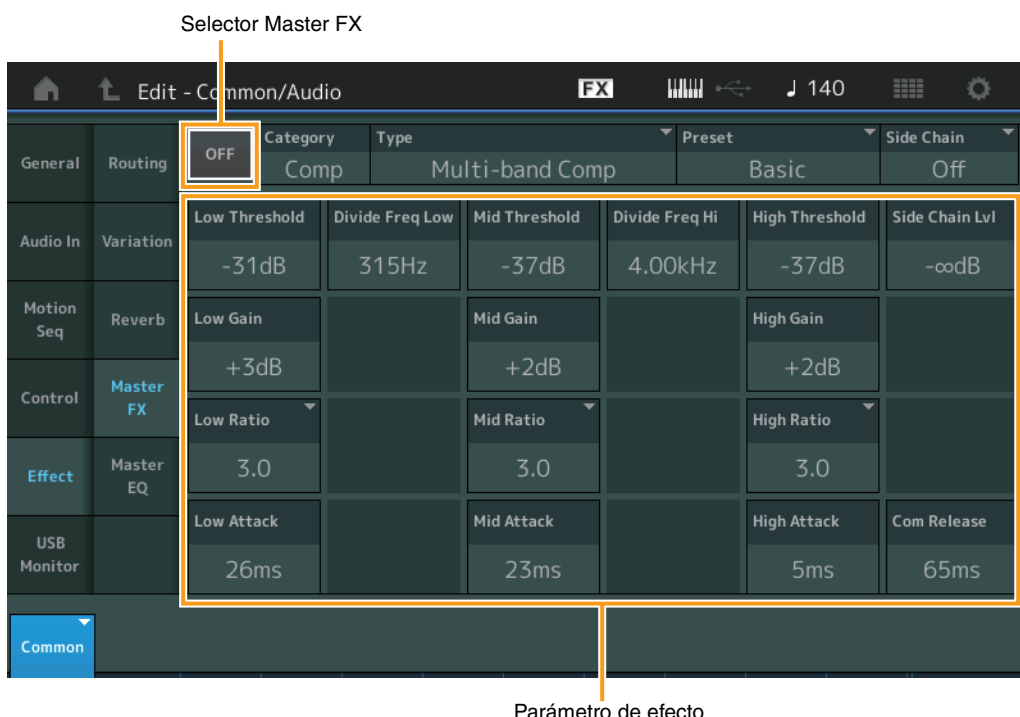 Selector Master FX
Edit - Common/Audio
FX
♩ 140
General
Routing
OFF
Category
Comp
Type
Multi-band Comp
Preset
Basic
Side Chain
Off
Audio In
Variation
Low Threshold
-31dB
Divide Freq Low
315Hz
Mid Threshold
-37dB
Divide Freq Hi
4.00kHz
High Threshold
-37dB
Side Chain Lvl
-∞dB
Motion
Seq
Reverb
Low Gain
+3dB
Mid Gain
+2dB
High Gain
+2dB
Control
Master
FX
Low Ratio
3.0
Mid Ratio
3.0
High Ratio
3.0
Effect
Master
EQ
Low Attack
26ms
Mid Attack
23ms
High Attack
5ms
Com Release
65ms
USB
Monitor
Common
Parámetro de efecto